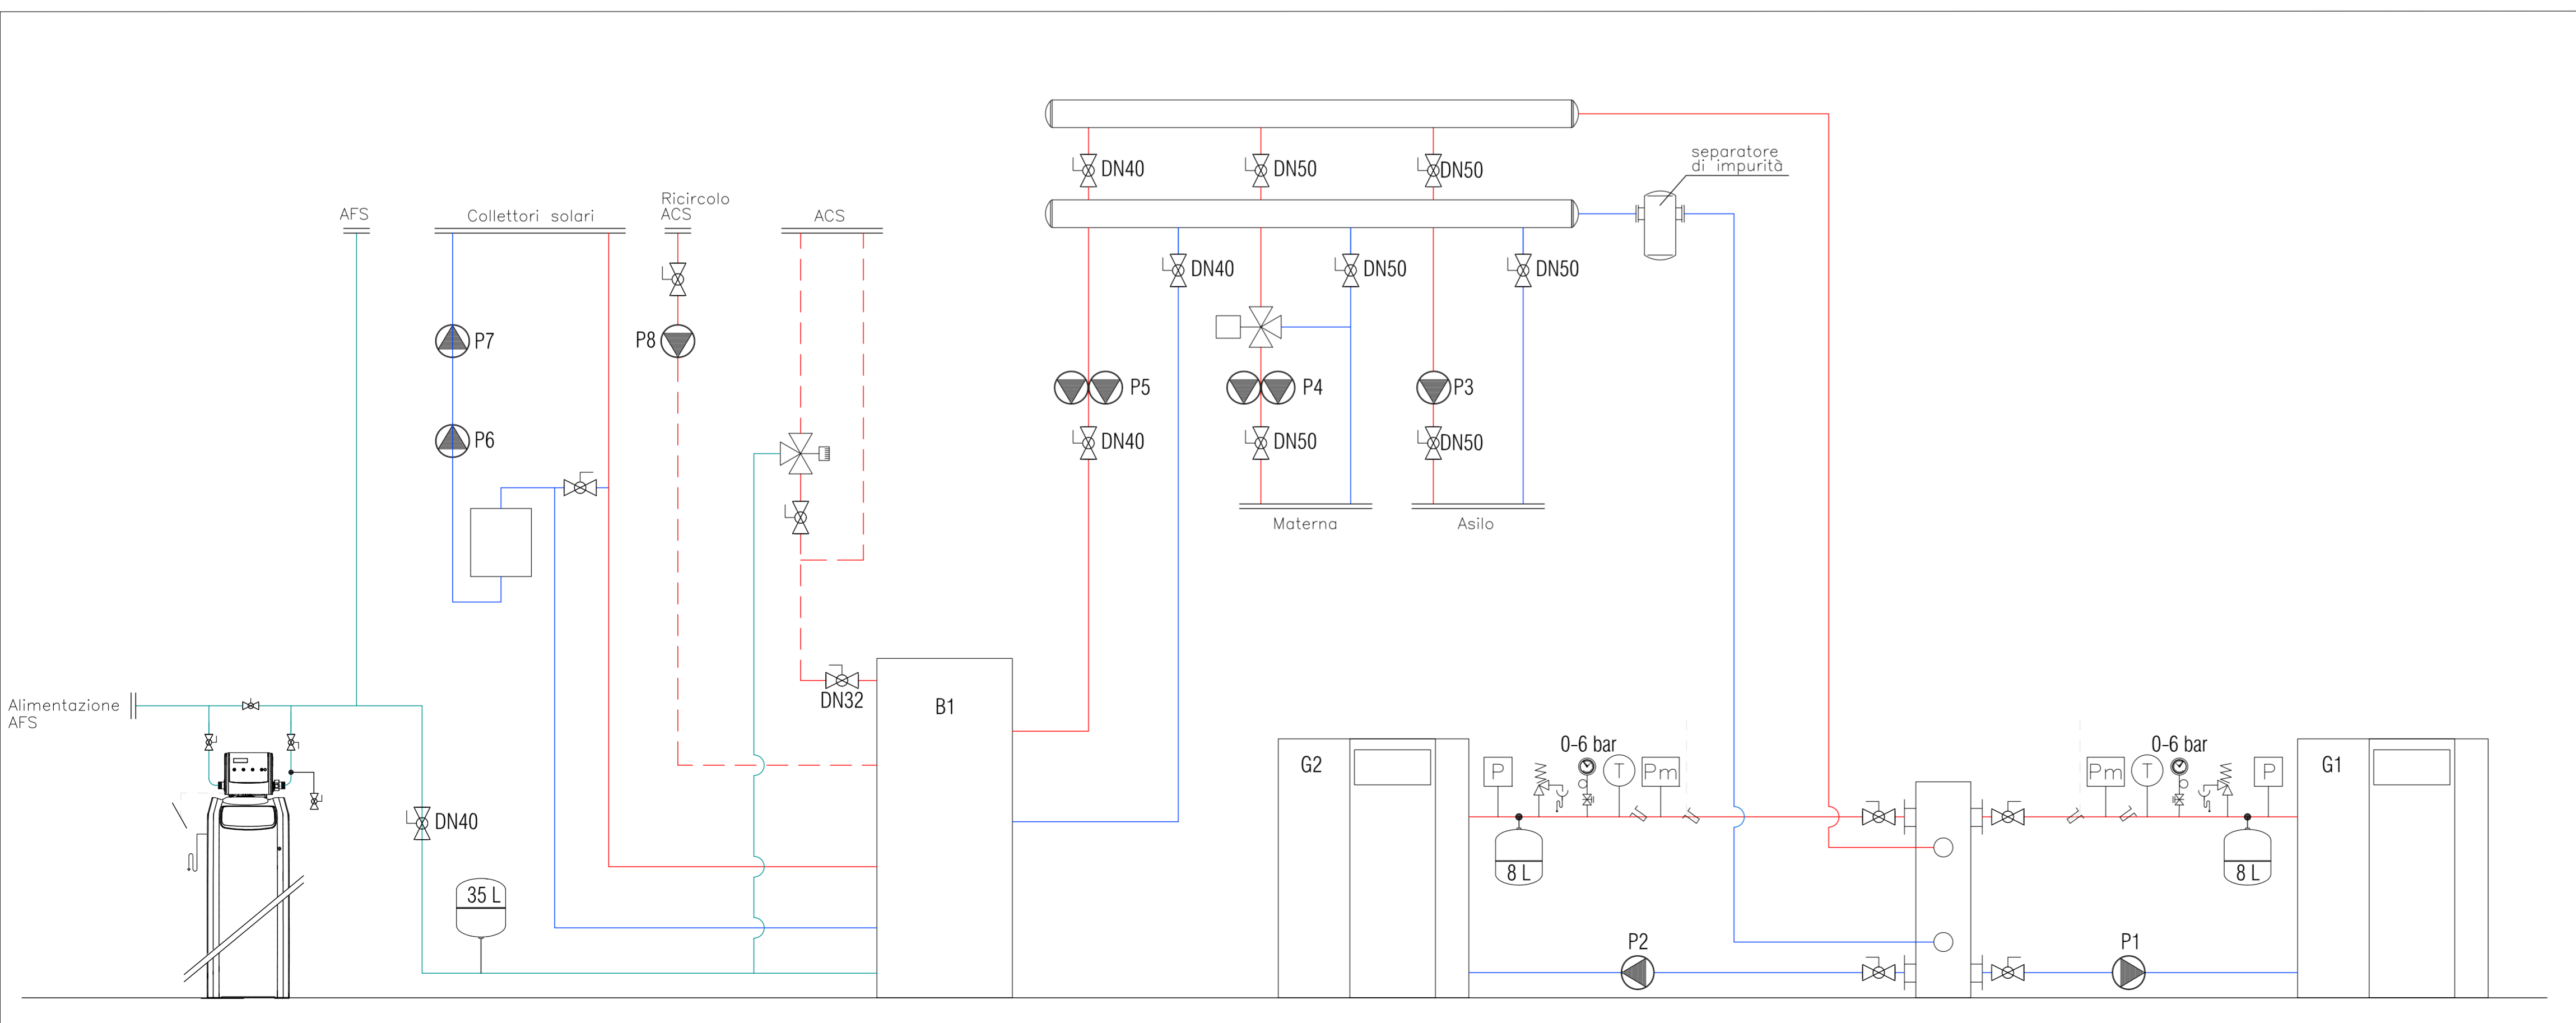 separatore
di impurità
DN40
DN50
DN50
Ricircolo
ACS
AFS
Collettori solari
ACS
DN40
DN50
DN50
P7
P8
P5
P4
P3
P6
DN40
DN50
DN50
Materna
Asilo
Alimentazione
AFS
DN32
B1
G2
0-6 bar
P
T
Pm
0-6 bar
Pm
T
P
G1
DN40
35 L
8 L
8 L
P2
P1